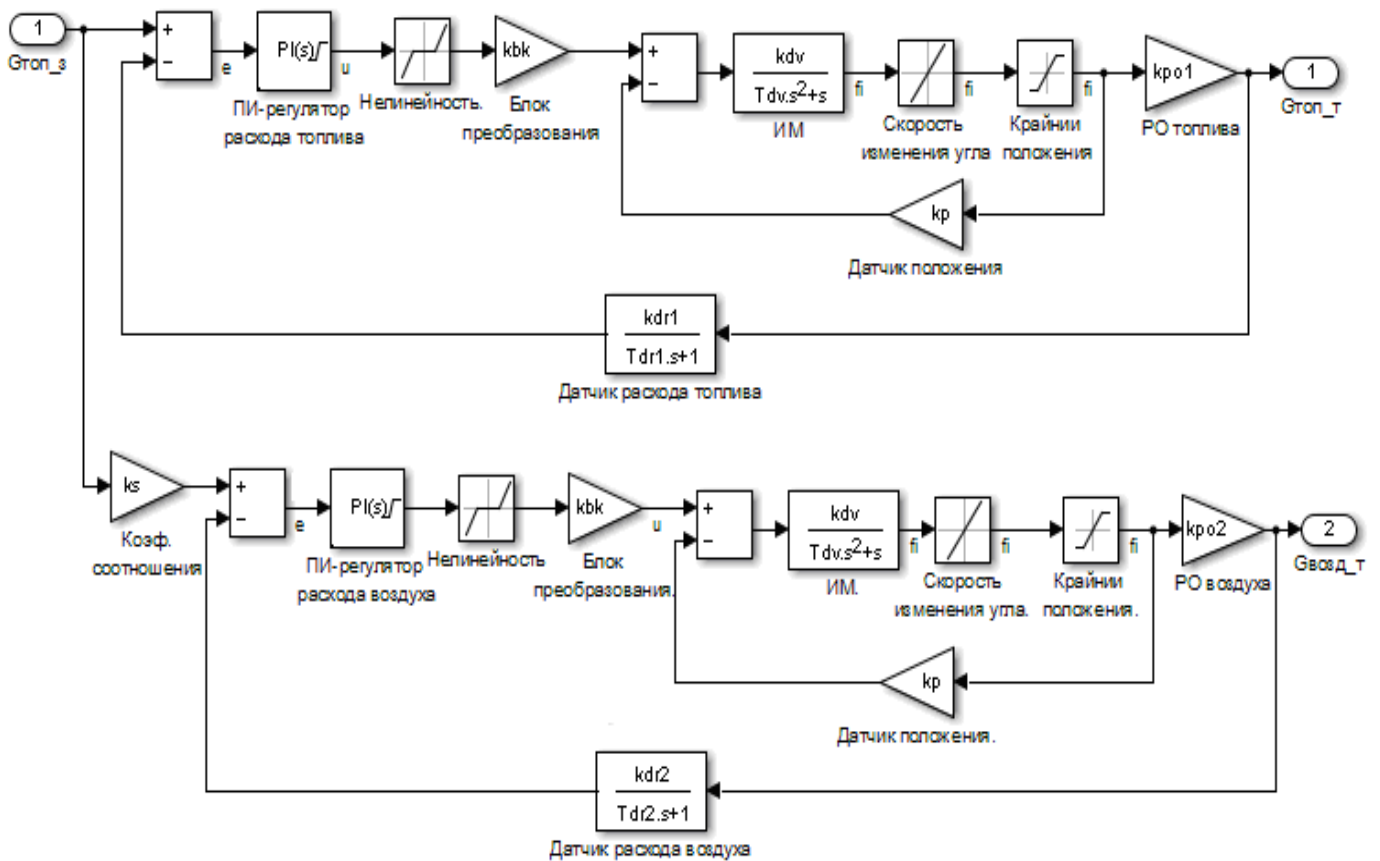 1
Gтоп_з
+
−
e
PI(s)
u
ПИ-регулятор
расхода топлива
Нелинейность.
kbk
Блок
преобразования
+
−
kdv
Tdv.s²+s
ИМ
fi
Скорость
изменения угла
fi
Крайнии
положения
fi
kpo1
РО топлива
1
Gтоп_т
kp
Датчик положения
kdr1
Tdr1.s+1
Датчик расхода топлива
ks
Коэф.
соотношения
+
−
e
PI(s)
ПИ-регулятор
расхода воздуха
Нелинейность
kbk
Блок
преобразования.
u
+
−
kdv
Tdv.s²+s
ИМ.
fi
Скорость
изменения угла.
fi
Крайнии
положения.
fi
kpo2
РО воздуха
2
Gвозд_т
kp
Датчик положения.
kdr2
Tdr2.s+1
Датчик расхода воздуха